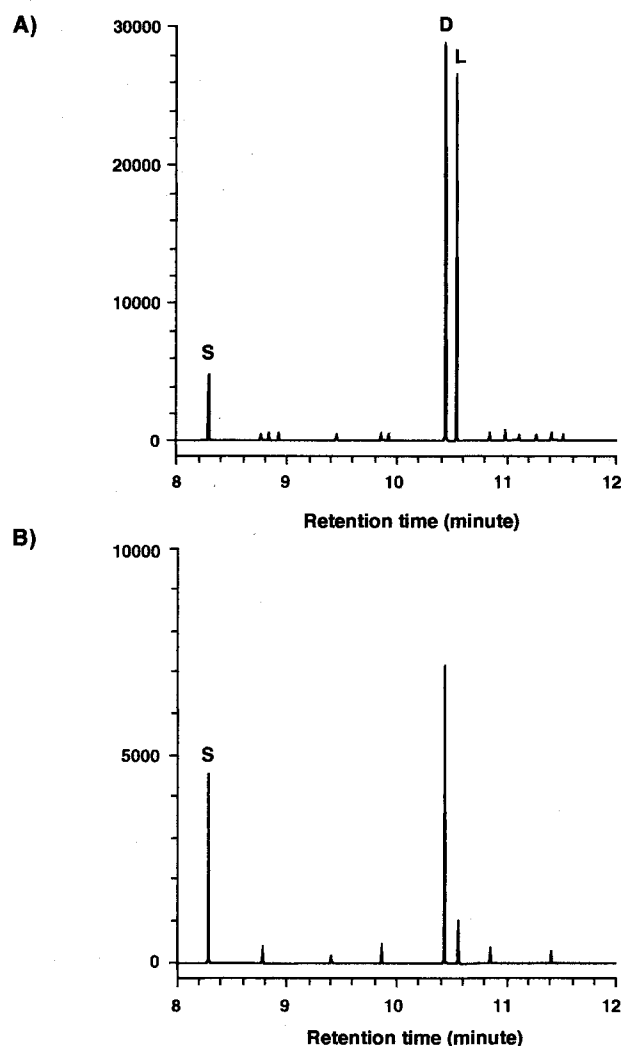 A)
D
L
30000
20000
10000
S
0
8 9 10 11 12
Retention time (minute)
B)
10000
5000
S
0
8 9 10 11 12
Retention time (minute)